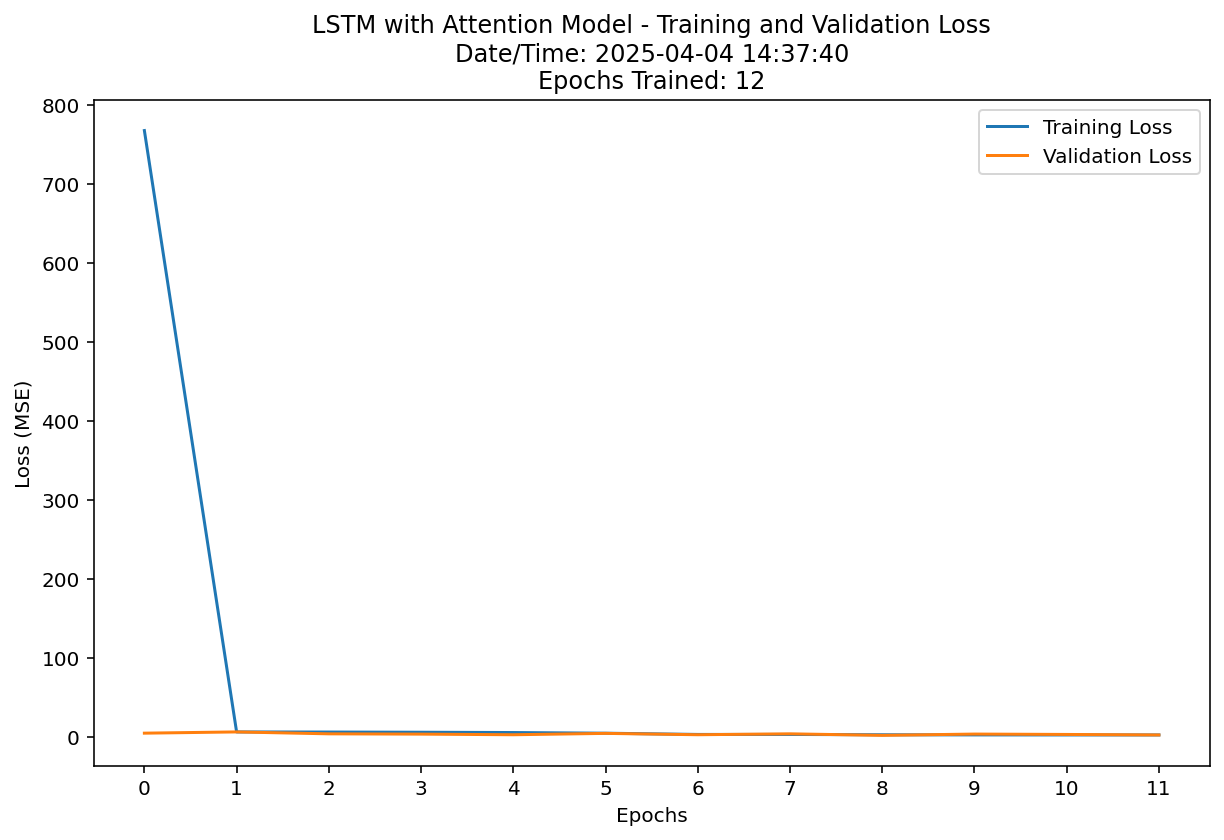 LSTM with Attention Model - Training and Validation Loss
Date/Time: 2025-04-04 14:37:40
Epochs Trained: 12
Training Loss
Validation Loss
Loss (MSE)
800
700
600
500
400
300
200
100
0
0 1 2 3 4 5 6 7 8 9 10 11
Epochs